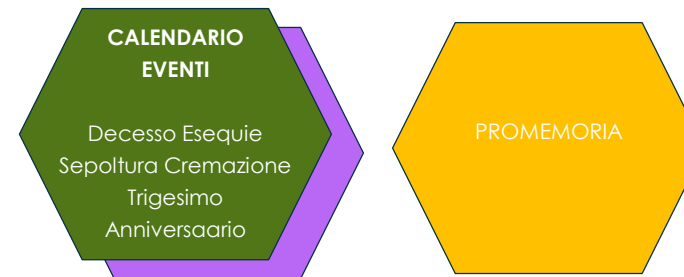 CALENDARIO
EVENTI
Decesso Esequie
Sepoltura Cremazione
Trigesimo
Anniversaario
PROMEMORIA